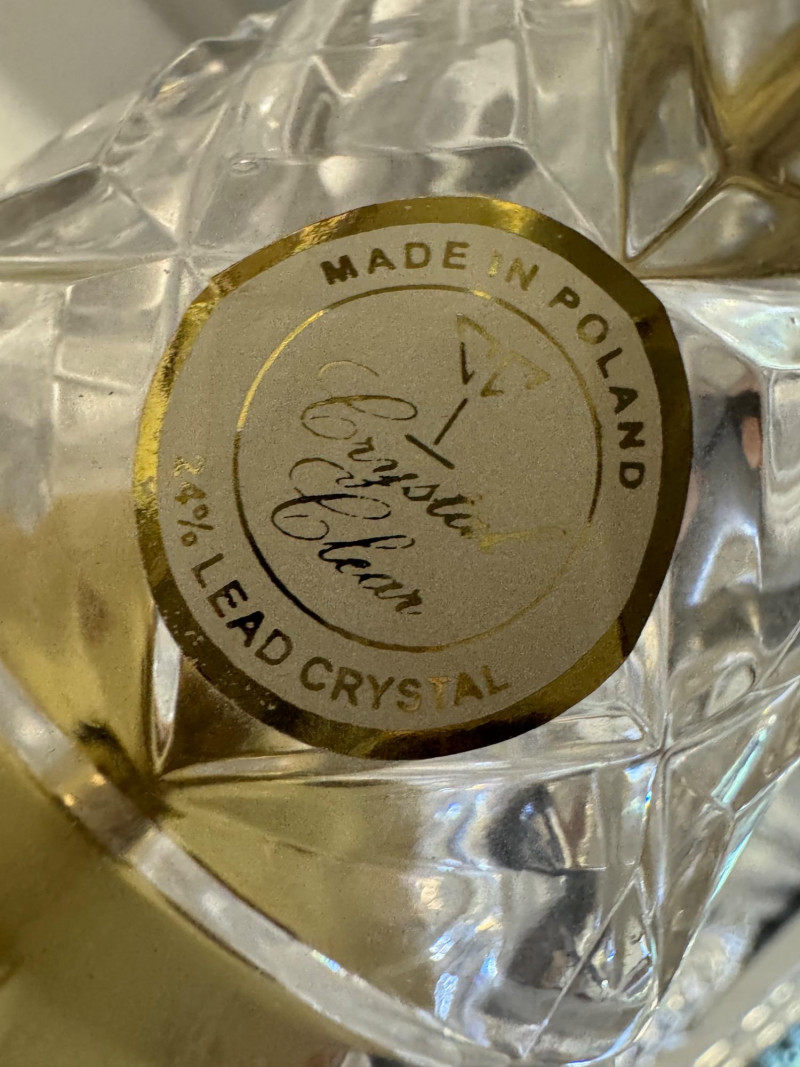 MADE IN POLAND
Crystal
Clear
24% LEAD CRYSTAL